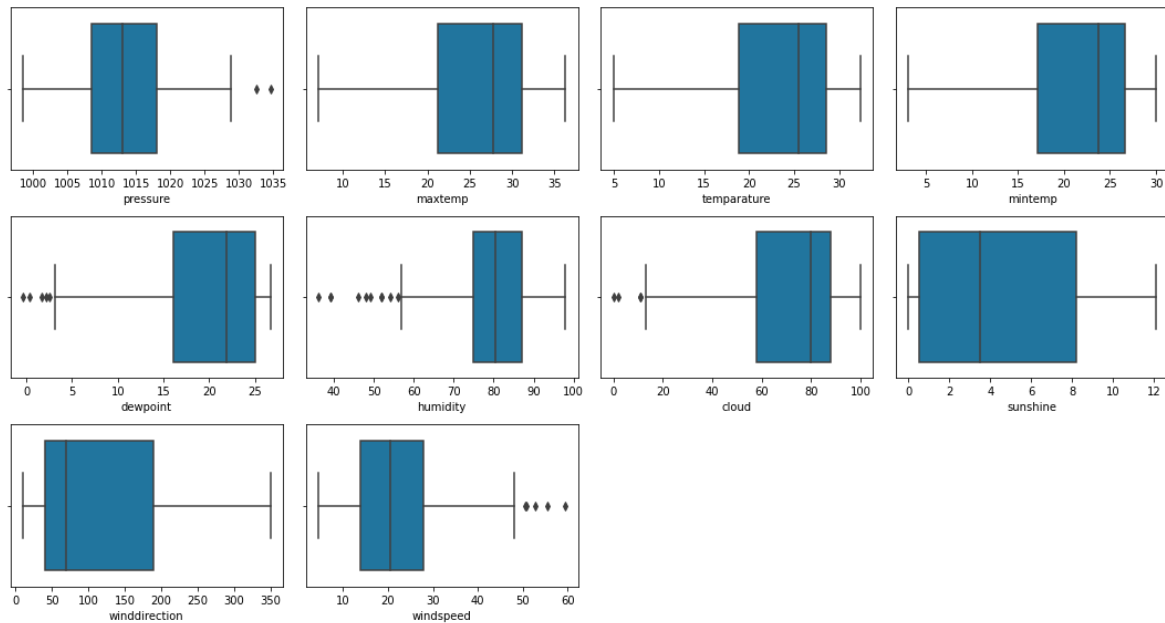 1000 1005 1010 1015 1020 1025 1030 1035
pressure
10 15 20 25 30 35
maxtemp
5 10 15 20 25 30
temparature
5 10 15 20 25 30
mintemp
0 5 10 15 20 25
dewpoint
40 50 60 70 80 90 100
humidity
0 20 40 60 80 100
cloud
0 2 4 6 8 10 12
sunshine
0 50 100 150 200 250 300 350
winddirection
10 20 30 40 50 60
windspeed